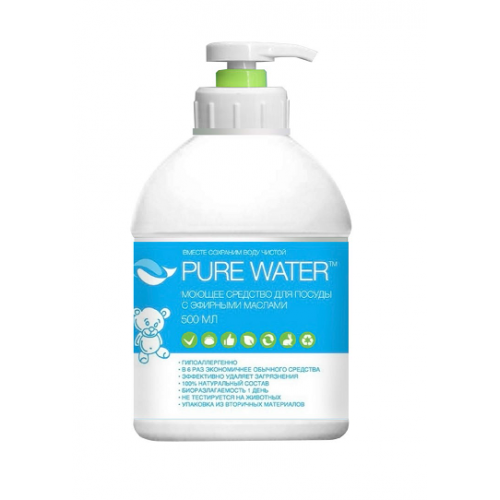 ВМЕСТЕ СОХРАНИМ ВОДУ ЧИСТОЙ
PURE WATER™
МОЮЩЕЕ СРЕДСТВО ДЛЯ ПОСУДЫ
С ЭФИРНЫМИ МАСЛАМИ
500 МЛ
• ГИПОАЛЛЕРГЕННО
• В 6 РАЗ ЭКОНОМИЧНЕЕ ОБЫЧНОГО СРЕДСТВА
• ЭФФЕКТИВНО УДАЛЯЕТ ЗАГРЯЗНЕНИЯ
• 100% НАТУРАЛЬНЫЙ СОСТАВ
• БИОРАЗЛАГАЕМОСТЬ 1 ДЕНЬ
• НЕ ТЕСТИРУЕТСЯ НА ЖИВОТНЫХ
• УПАКОВКА ИЗ ВТОРИЧНЫХ МАТЕРИАЛОВ